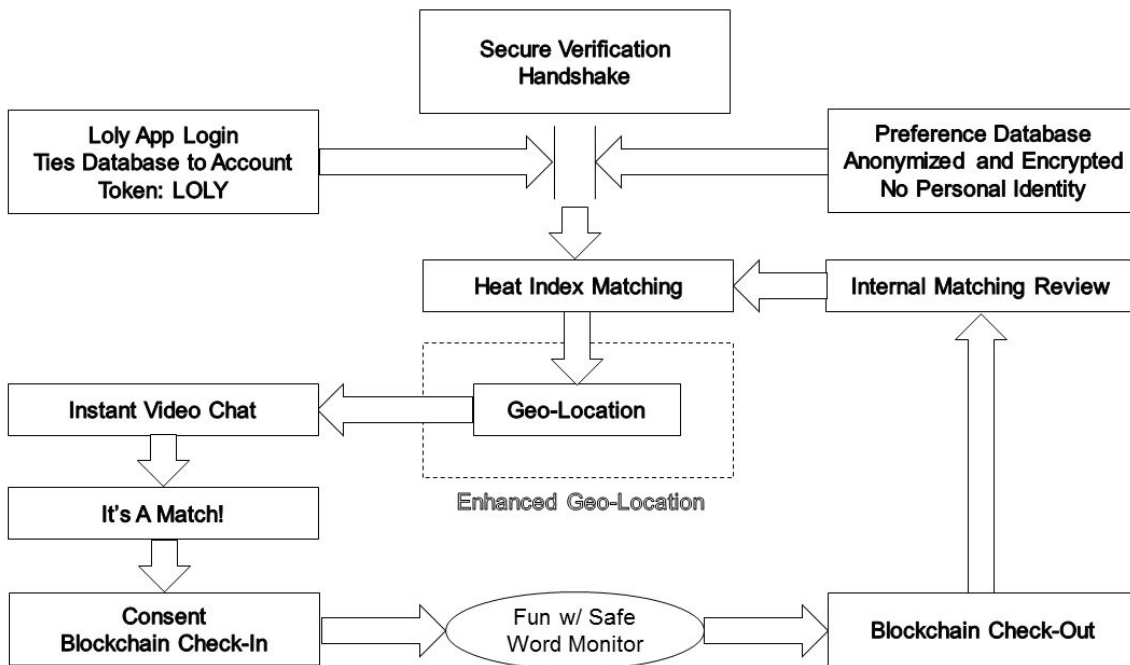 Secure Verification
Handshake
Loly App Login
Ties Database to Account
Token: LOLY
Preference Database
Anonymized and Encrypted
No Personal Identity
Heat Index Matching
Internal Matching Review
Instant Video Chat
Geo-Location
Enhanced Geo-Location
It's A Match!
Consent
Blockchain Check-In
Fun w/ Safe
Word Monitor
Blockchain Check-Out